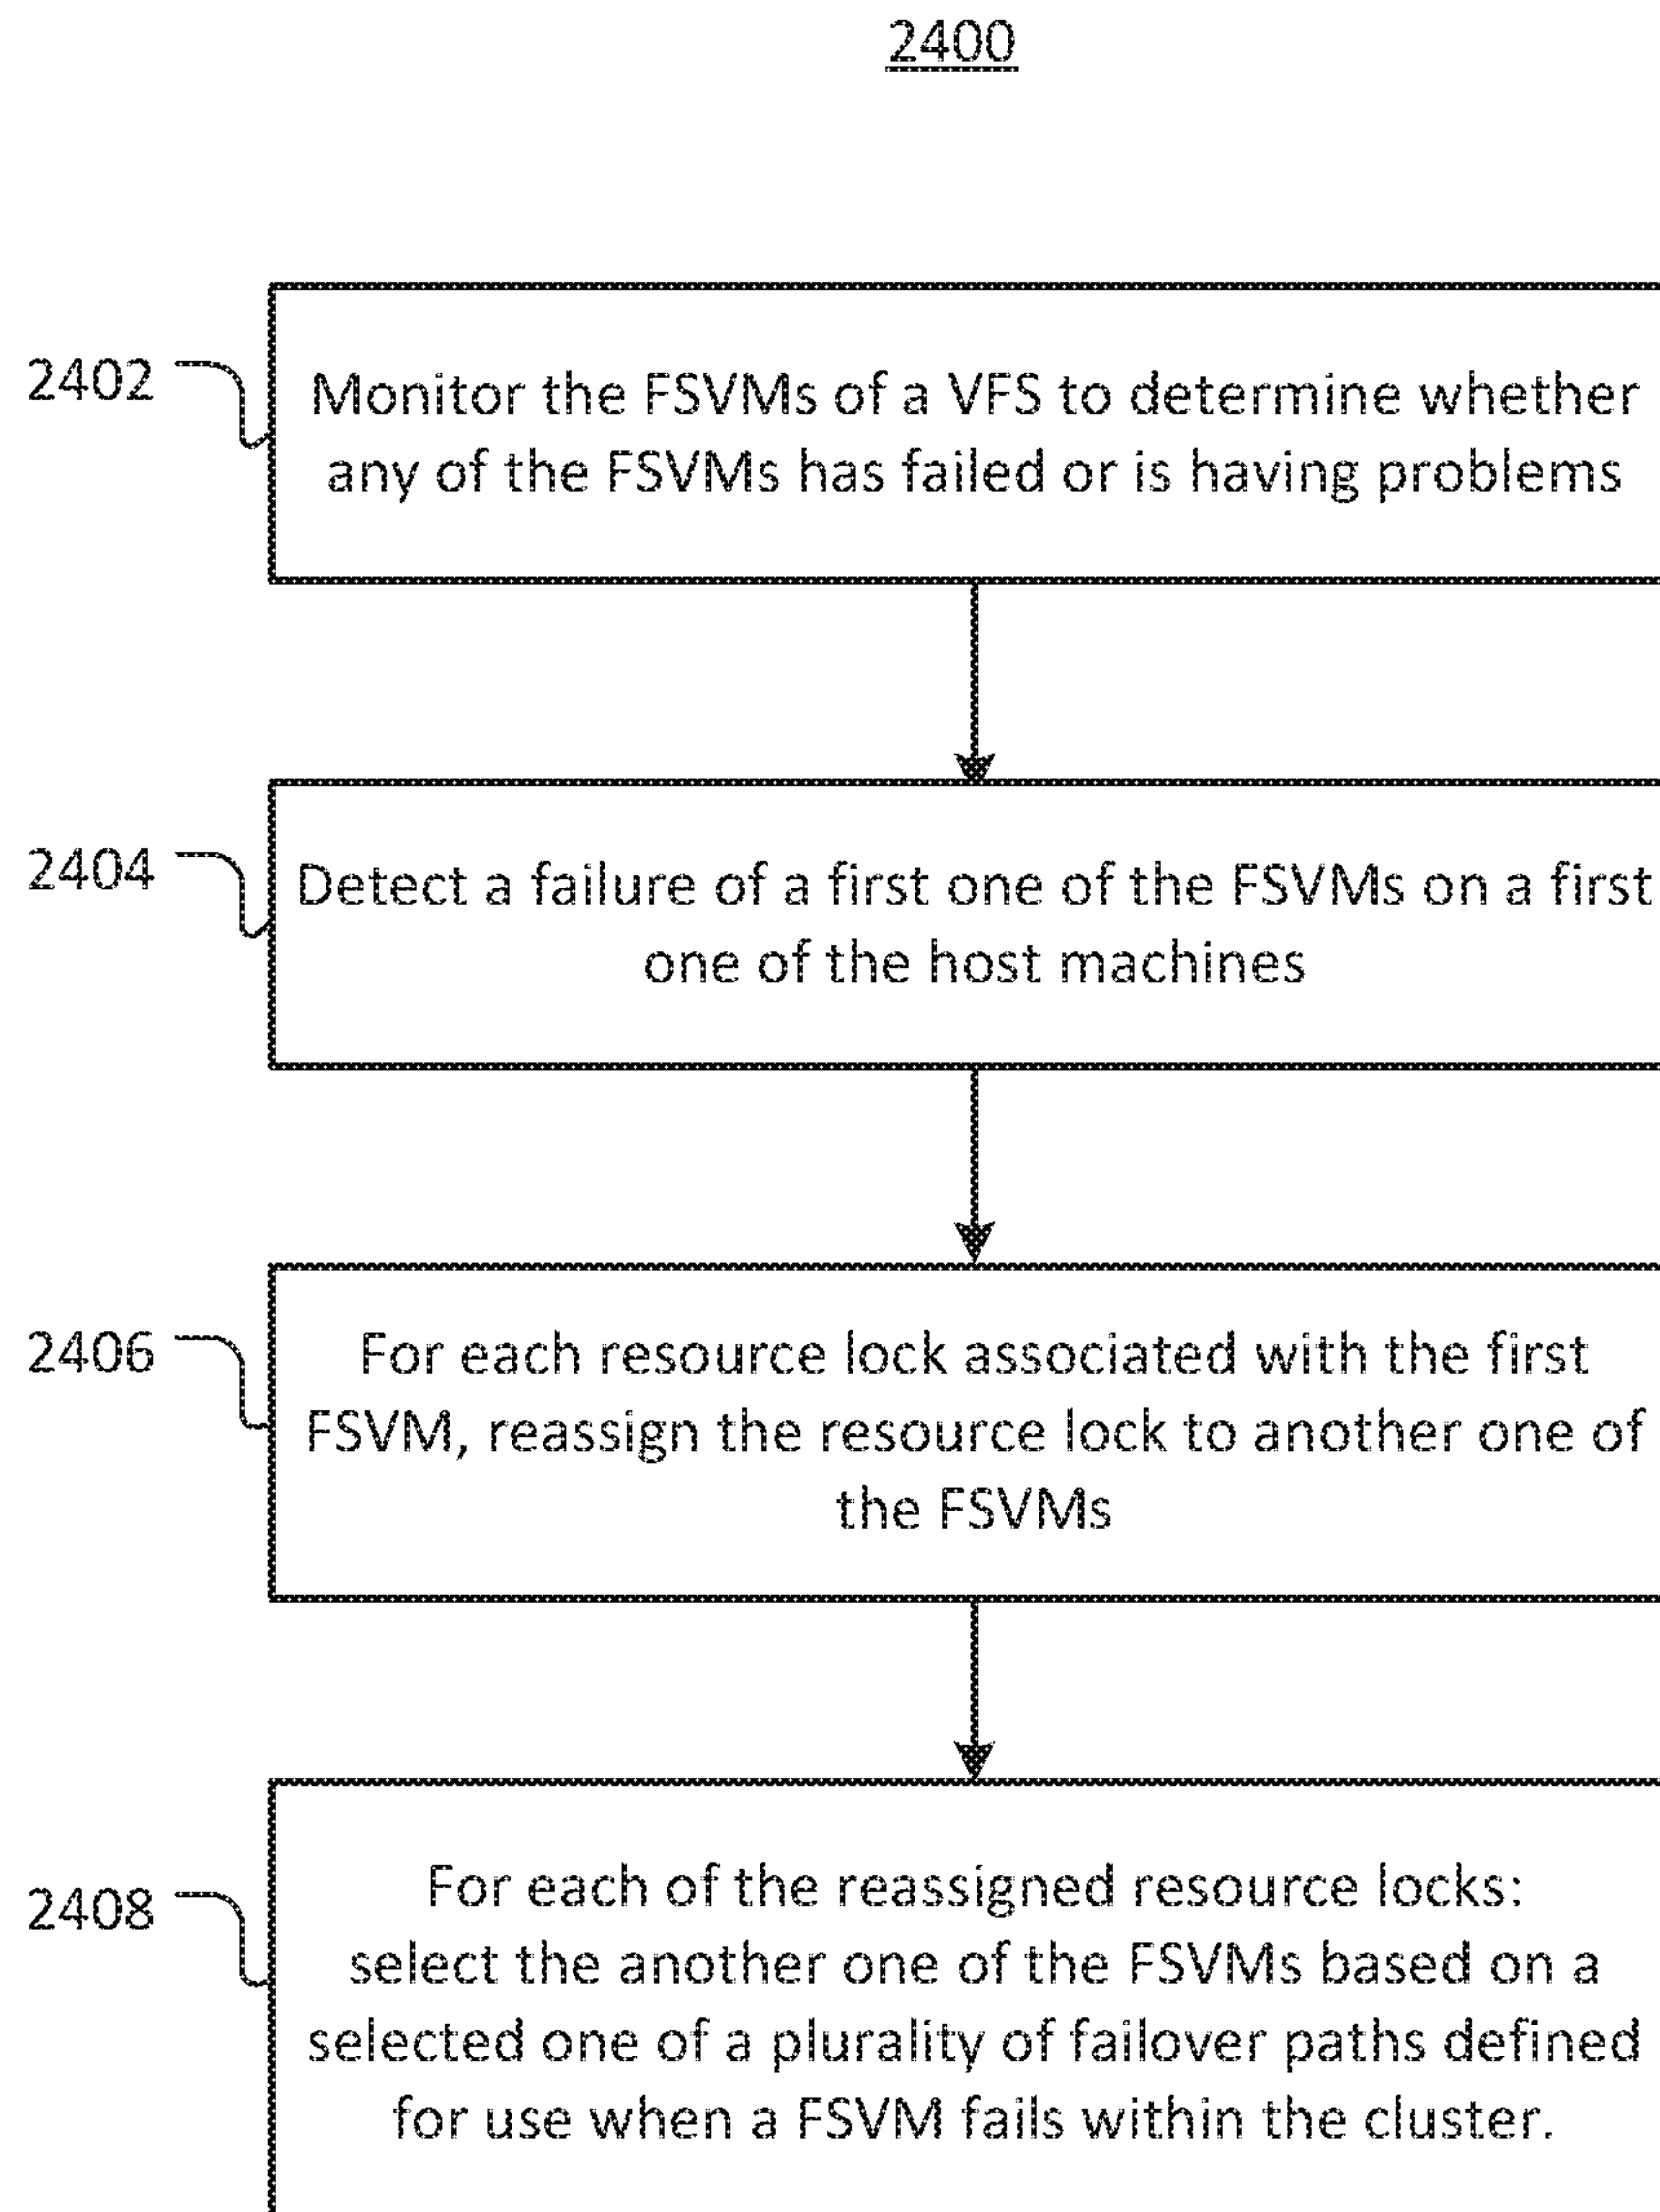 2400
2402
Monitor the FSVMs of a VFS to determine whether
any of the FSVMs has failed or is having problems
2404
Detect a failure of a first one of the FSVMs on a first
one of the host machines
2406
For each resource lock associated with the first
FSVM, reassign the resource lock to another one of
the FSVMs
2408
For each of the reassigned resource locks:
select the another one of the FSVMs based on a
selected one of a plurality of failover paths defined
for use when a FSVM fails within the cluster.